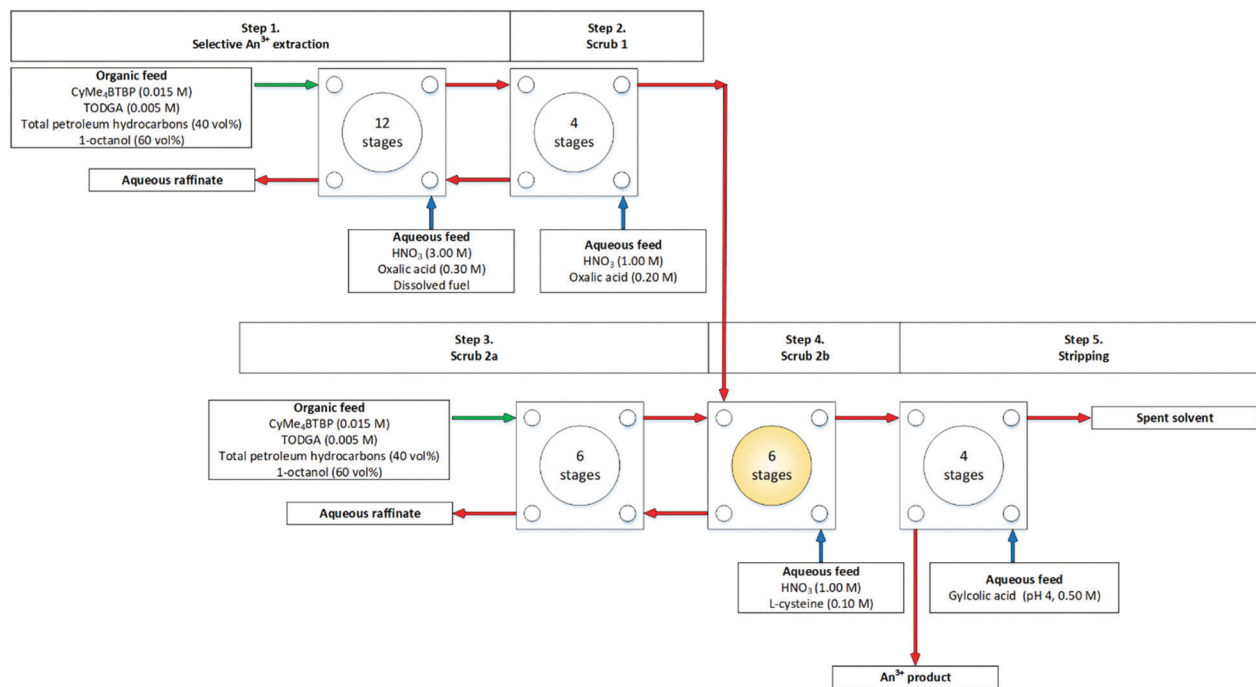 Step 1.
Selective An³⁺ extraction
Step 2.
Scrub 1
Organic feed
CyMe₄BTBP (0.015 M)
TODGA (0.005 M)
Total petroleum hydrocarbons (40 vol%)
1-octanol (60 vol%)
12
stages
4
stages
Aqueous raffinate
Aqueous feed
HNO₃ (3.00 M)
Oxalic acid (0.30 M)
Dissolved fuel
Aqueous feed
HNO₃ (1.00 M)
Oxalic acid (0.20 M)
Step 3.
Scrub 2a
Step 4.
Scrub 2b
Step 5.
Stripping
Organic feed
CyMe₄BTBP (0.015 M)
TODGA (0.005 M)
Total petroleum hydrocarbons (40 vol%)
1-octanol (60 vol%)
6
stages
6
stages
4
stages
Spent solvent
Aqueous raffinate
Aqueous feed
HNO₃ (1.00 M)
L-cysteine (0.10 M)
Aqueous feed
Gylcolic acid (pH 4, 0.50 M)
An³⁺ product